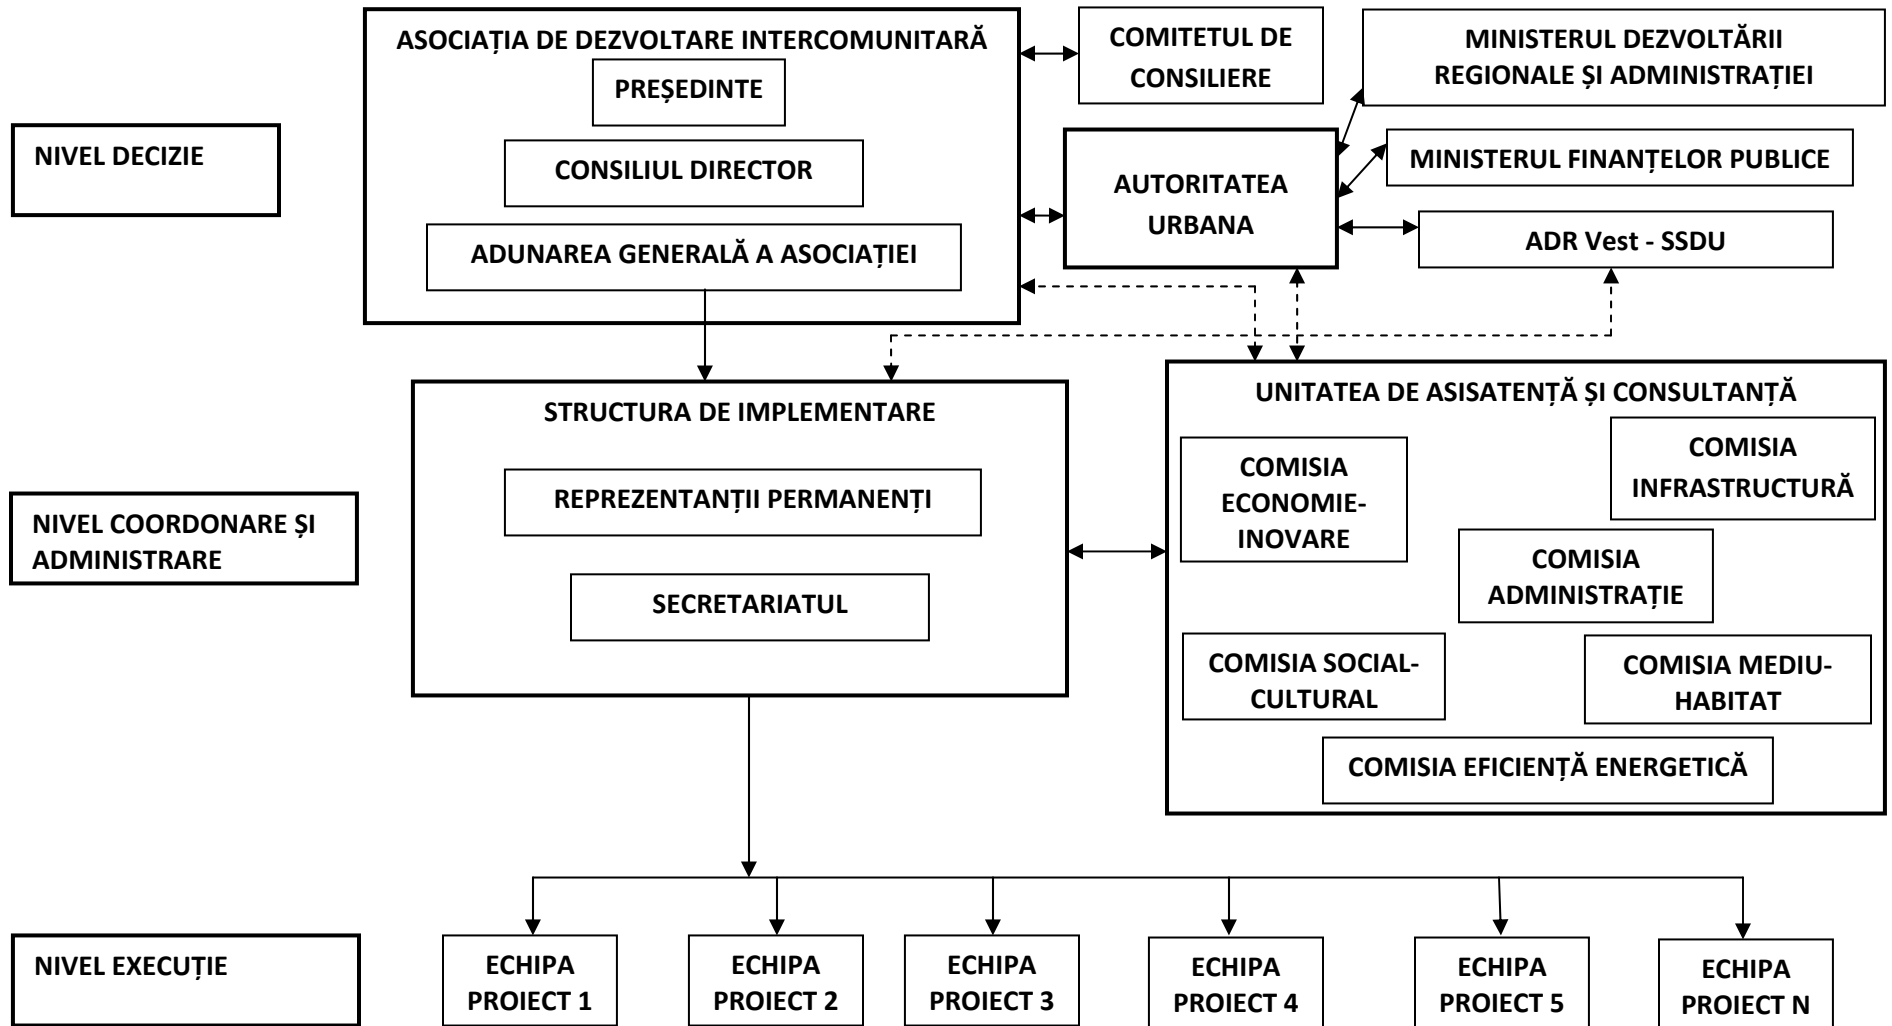 ASOCIAȚIA DE DEZVOLTARE INTERCOMUNITARĂ
PREȘEDINTE
CONSILIUL DIRECTOR
ADUNAREA GENERALĂ A ASOCIAȚIEI
COMITETUL DE
CONSILIERE
MINISTERUL DEZVOLTĂRII
REGIONALE ȘI ADMINISTRAȚIEI
NIVEL DECIZIE
AUTORITATEA
URBANA
MINISTERUL FINANȚELOR PUBLICE
ADR Vest - SSDU
STRUCTURA DE IMPLEMENTARE
REPREZENTANȚII PERMANENȚI
SECRETARIATUL
UNITATEA DE ASISATENȚĂ ȘI CONSULTANȚĂ
COMISIA
ECONOMIE-
INOVARE
COMISIA
INFRASTRUCTURĂ
COMISIA
ADMINISTRAȚIE
COMISIA SOCIAL-
CULTURAL
COMISIA MEDIU-
HABITAT
COMISIA EFICIENȚĂ ENERGETICĂ
NIVEL COORDONARE ȘI
ADMINISTRARE
NIVEL EXECUȚIE
ECHIPA
PROIECT 1
ECHIPA
PROIECT 2
ECHIPA
PROIECT 3
ECHIPA
PROIECT 4
ECHIPA
PROIECT 5
ECHIPA
PROIECT N